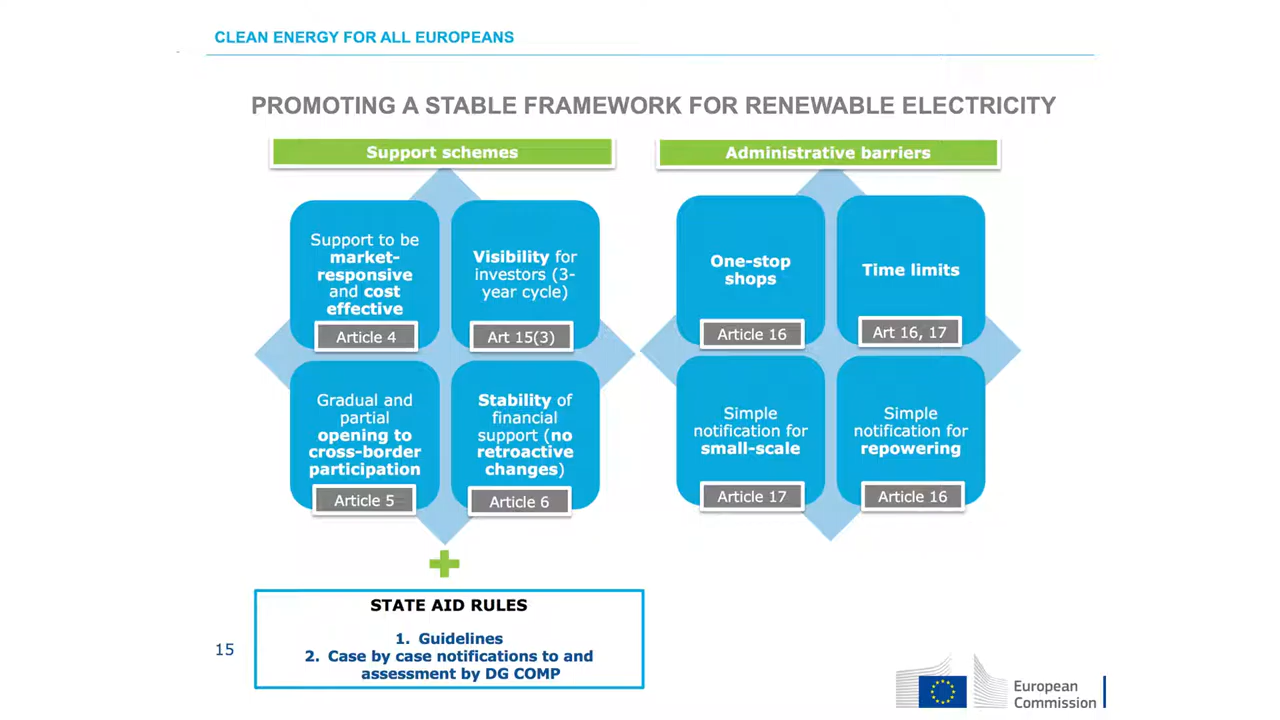 CLEAN ENERGY FOR ALL EUROPEANS
PROMOTING A STABLE FRAMEWORK FOR RENEWABLE ELECTRICITY
Support schemes
Support to be
market-
responsive
and cost
effective
Article 4
Visibility for
investors (3-
year cycle)
Art 15(3)
Gradual and
partial
opening to
cross-border
participation
Article 5
Stability of
financial
support (no
retroactive
changes)
Article 6
Administrative barriers
One-stop
shops
Article 16
Time limits
Art 16, 17
Simple
notification for
small-scale
Article 17
Simple
notification for
repowering
Article 16
STATE AID RULES
1. Guidelines
2. Case by case notifications to and
assessment by DG COMP
15
European
Commission